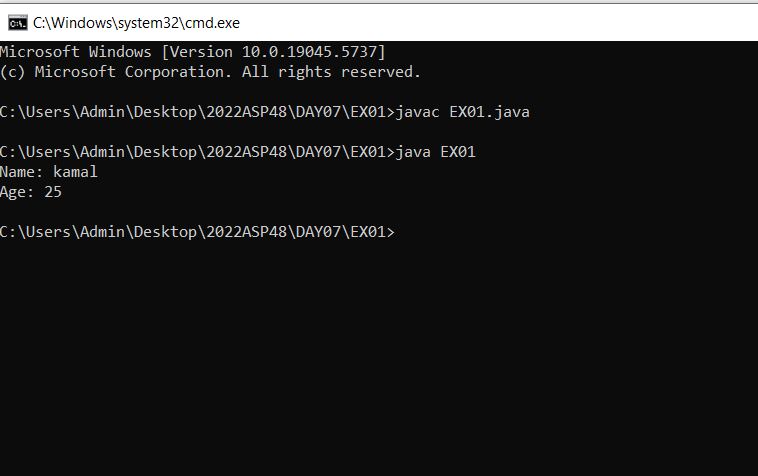 C:\Windows\system32\cmd.exe
Microsoft Windows [Version 10.0.19045.5737]
(c) Microsoft Corporation. All rights reserved.
C:\Users\Admin\Desktop\2022ASP48\DAY07\EX01>javac EX01.java
C:\Users\Admin\Desktop\2022ASP48\DAY07\EX01>java EX01
Name: kamal
Age: 25
C:\Users\Admin\Desktop\2022ASP48\DAY07\EX01>